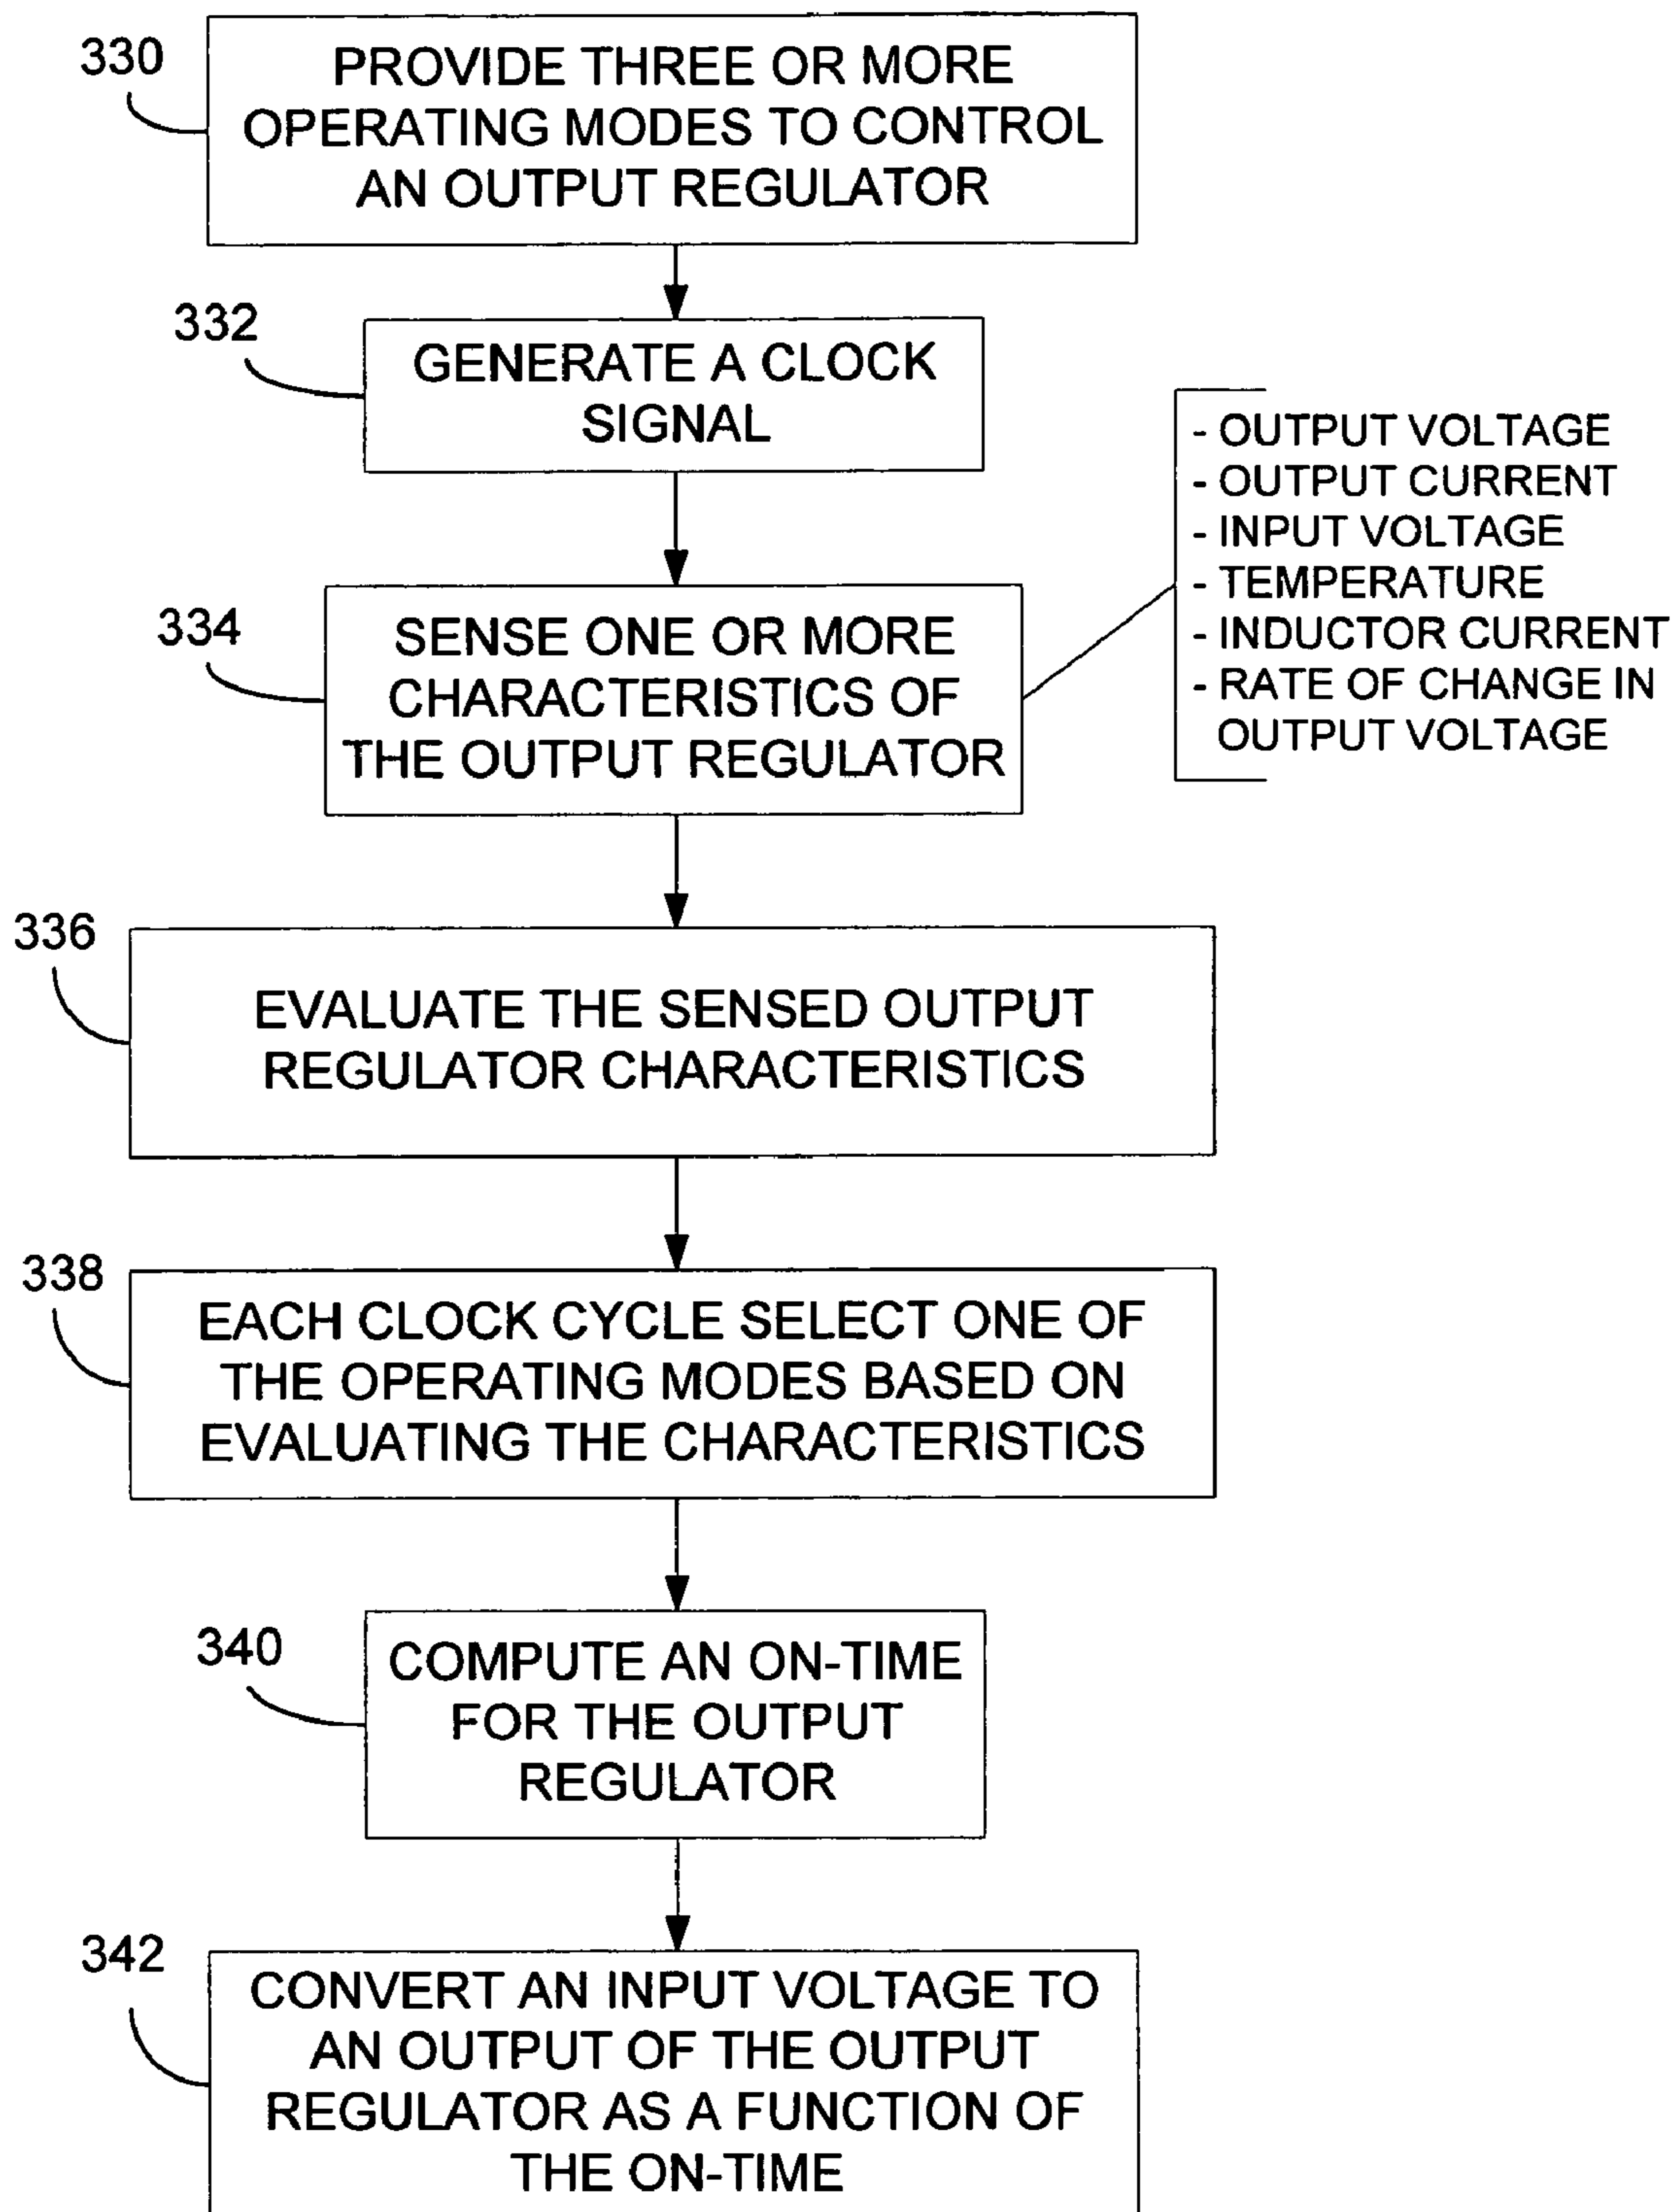 330
PROVIDE THREE OR MORE
OPERATING MODES TO CONTROL
AN OUTPUT REGULATOR
332
GENERATE A CLOCK
SIGNAL
334
SENSE ONE OR MORE
CHARACTERISTICS OF
THE OUTPUT REGULATOR
- OUTPUT VOLTAGE
- OUTPUT CURRENT
- INPUT VOLTAGE
- TEMPERATURE
- INDUCTOR CURRENT
- RATE OF CHANGE IN
OUTPUT VOLTAGE
336
EVALUATE THE SENSED OUTPUT
REGULATOR CHARACTERISTICS
338
EACH CLOCK CYCLE SELECT ONE OF
THE OPERATING MODES BASED ON
EVALUATING THE CHARACTERISTICS
340
COMPUTE AN ON-TIME
FOR THE OUTPUT
REGULATOR
342
CONVERT AN INPUT VOLTAGE TO
AN OUTPUT OF THE OUTPUT
REGULATOR AS A FUNCTION OF
THE ON-TIME